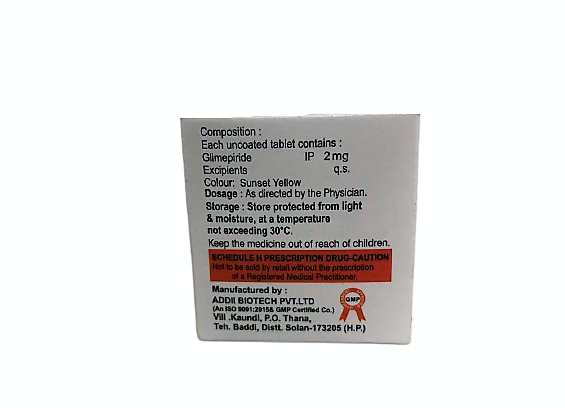 Composition :
Each uncoated tablet contains :
Glimepiride IP 2mg
Excipients q.s.
Colour: Sunset Yellow
Dosage : As directed by the Physician.
Storage : Store protected from light
& moisture, at a temperature
not exceeding 30°C.
Keep the medicine out of reach of children.
SCHEDULE H PRESCRIPTION DRUG-CAUTION
Not to be sold by retail without the prescription
of a Registered Medical Practitioner.
Manufactured by :
ADDII BIOTECH PVT.LTD
(An ISO 9001:2015& GMP Certified Co.)
Vill .Kaundi, P.O. Thana,
Teh. Baddi, Distt. Solan-173205 (H.P.)
GMP